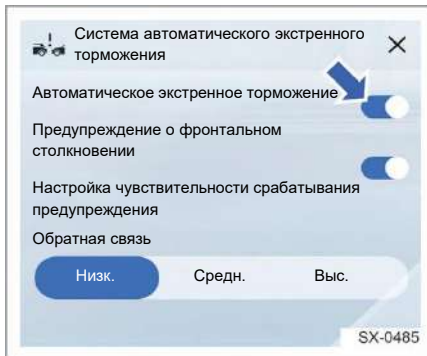 Система автоматического экстренного
торможения
Автоматическое экстренное торможение
Предупреждение о фронтальном
столкновении
Настройка чувствительности срабатывания
предупреждения
Обратная связь
Низк. Средн. Выс.
SX-0485